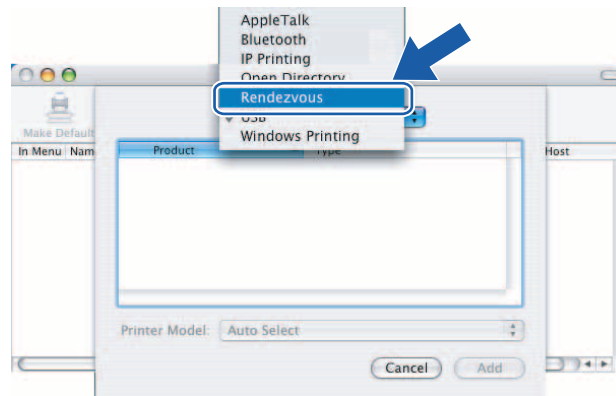 AppleTalk
Bluetooth
IP Printing
Open Directory
Rendezvous
USB
Windows Printing
Make Default
In Menu Nam Product Type Host
Printer Model: Auto Select
Cancel Add